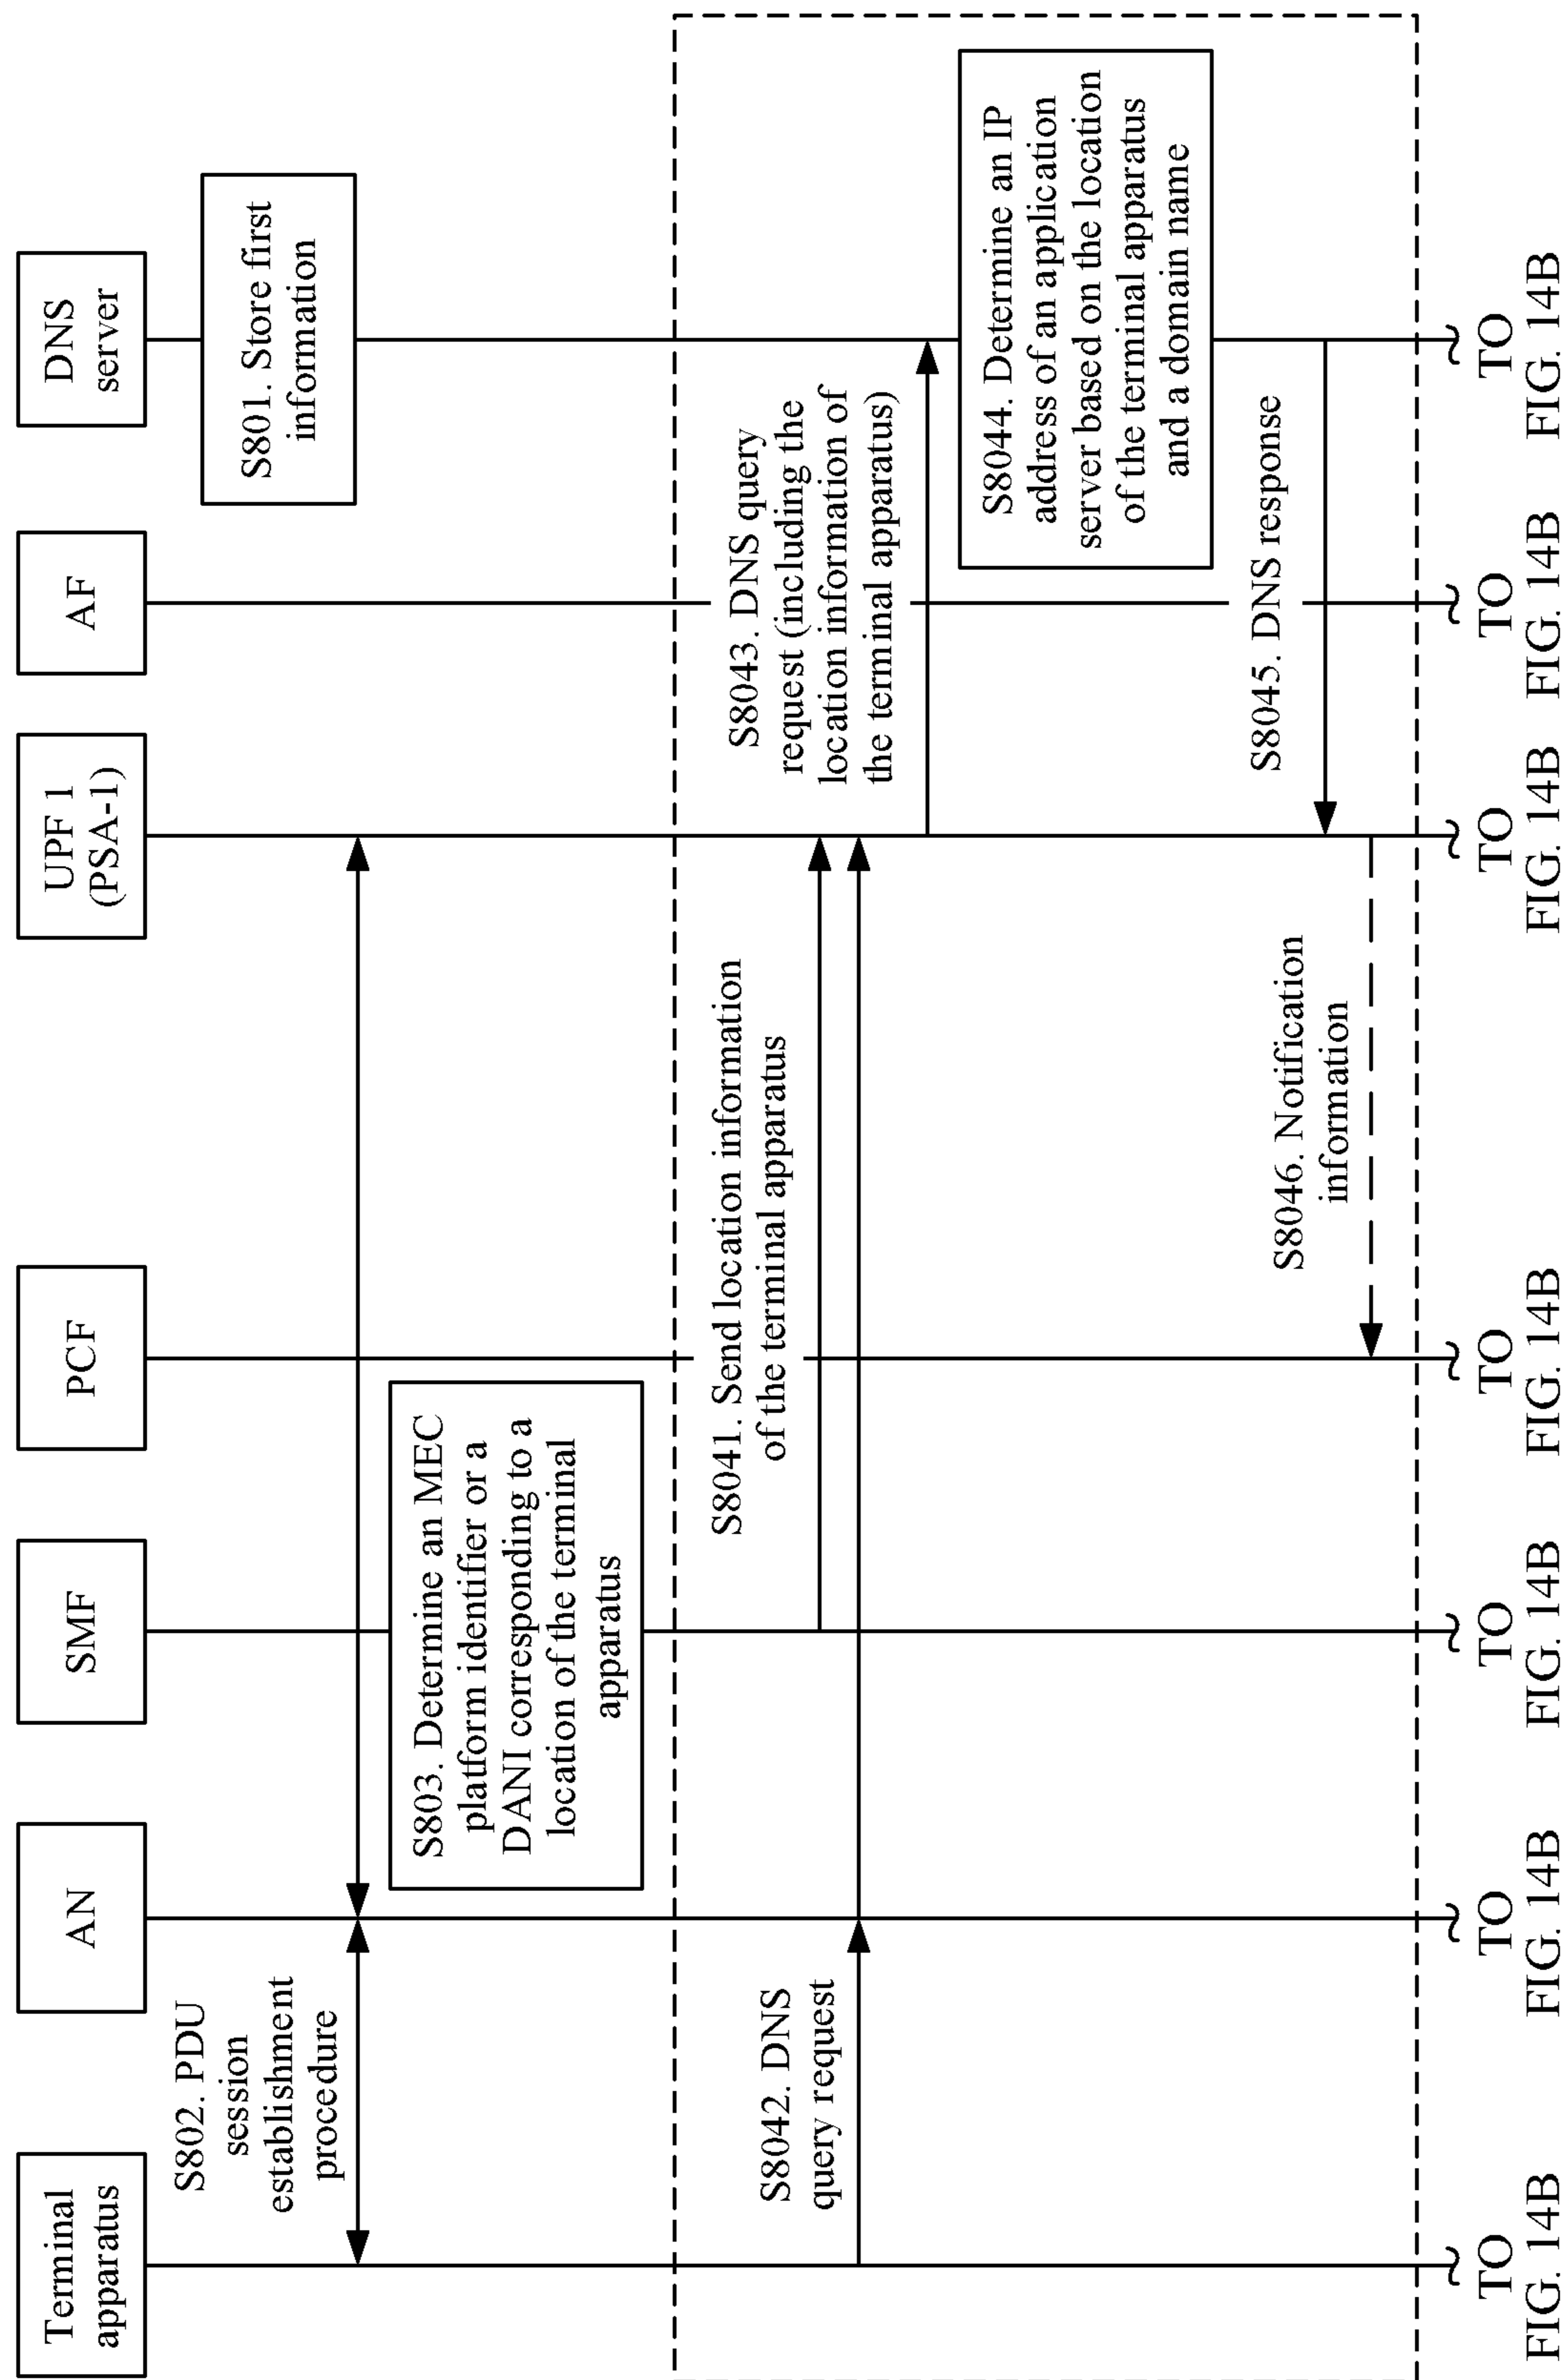 Terminal
apparatus
AN
SMF
PCF
UPF 1
(PSA-1)
AF
DNS
server
S801. Store first
information
S802. PDU
session
establishment
procedure
S803. Determine an MEC
platform identifier or a
DANI corresponding to a
location of the terminal
apparatus
S8041. Send location information
of the terminal apparatus
S8042. DNS
query request
S8043. DNS query
request (including the
location information of
the terminal apparatus)
S8044. Determine an IP
address of an application
server based on the location
of the terminal apparatus
and a domain name
S8045. DNS response
S8046. Notification
information
TO
FIG. 14B
TO
FIG. 14B
TO
FIG. 14B
TO
FIG. 14B
TO
FIG. 14B
TO
FIG. 14B
TO
FIG. 14B